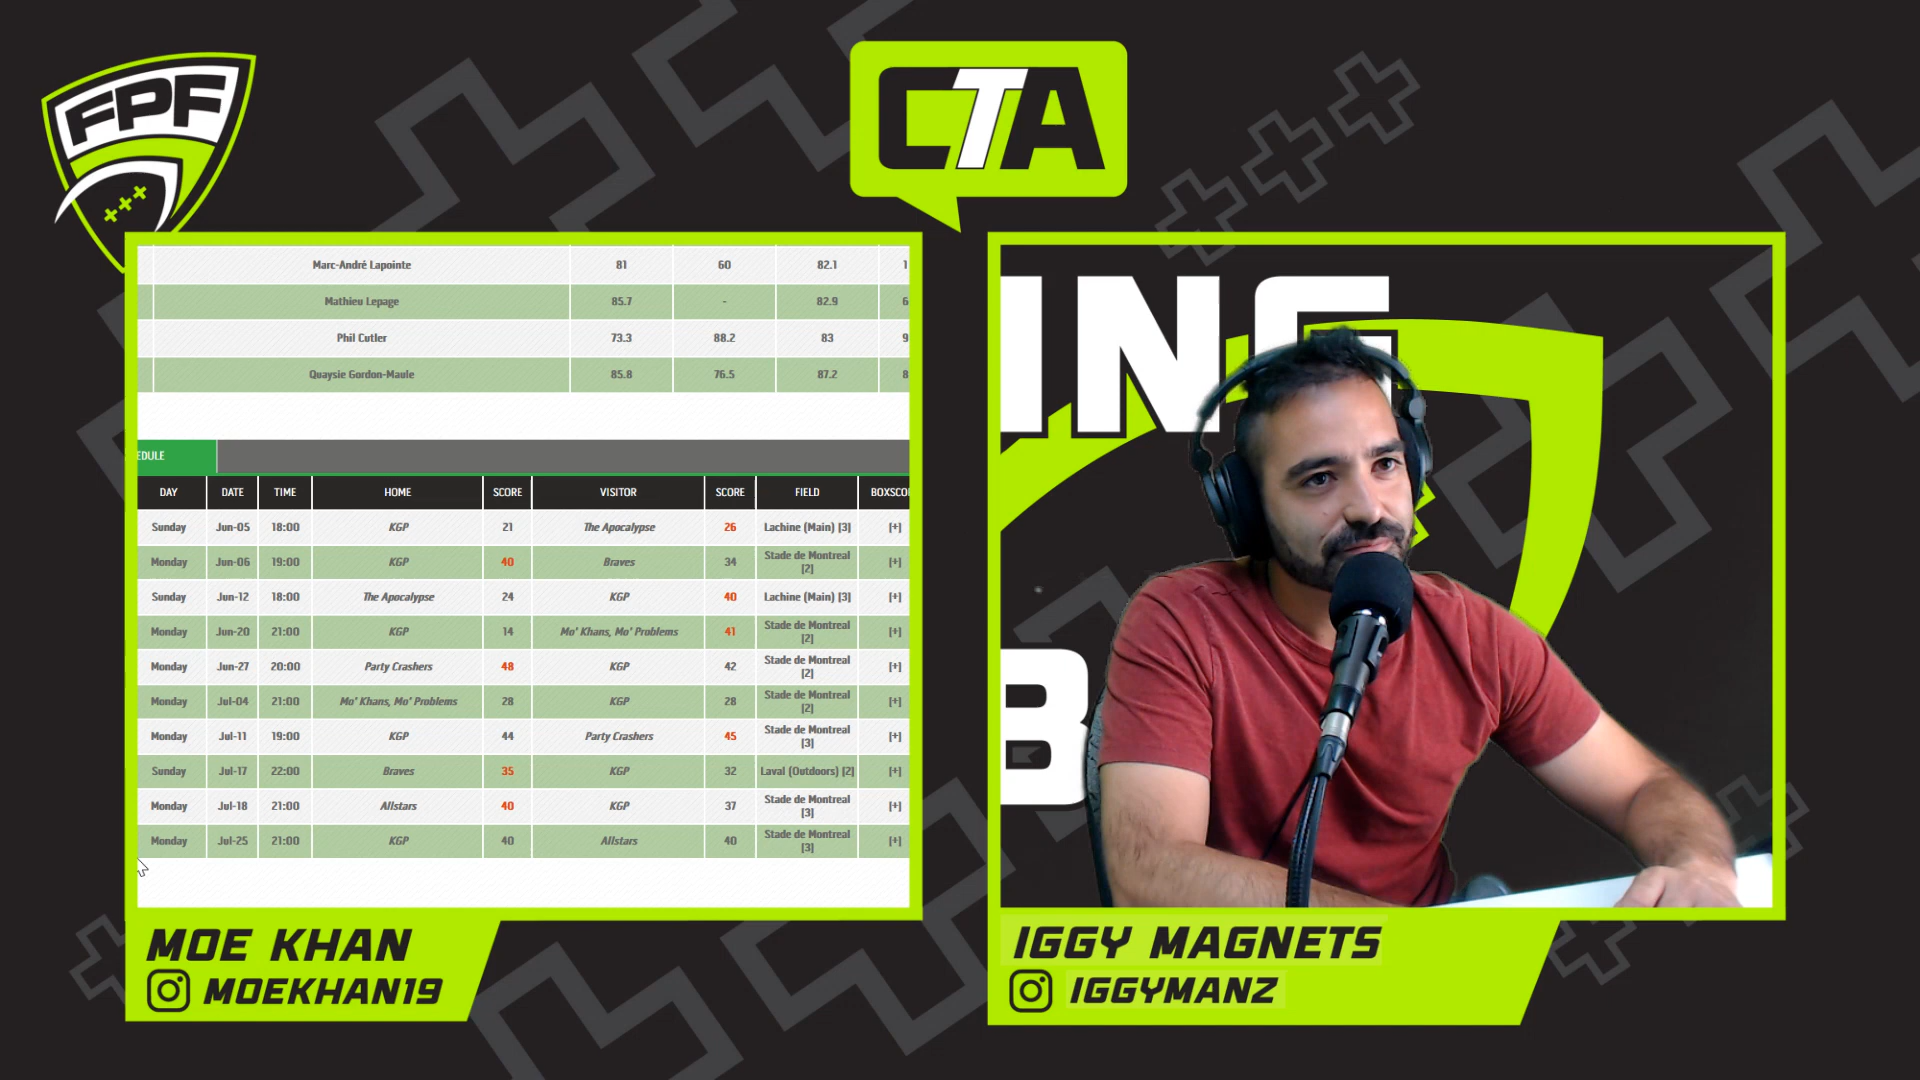 FPF
CTA
Marc-André Lapointe 81 60 82.1 1
Mathieu Lepage 85.7 - 82.9 6
Phil Cutler 73.3 88.2 83 9
Quaysie Gordon-Maule 85.8 76.5 87.2 8
EDULE
DAY DATE TIME HOME SCORE VISITOR SCORE FIELD BOXSCO
Sunday Jun-05 18:00 KGP 21 The Apocalypse 26 Lachine (Main) [3] [+]
Monday Jun-06 19:00 KGP 40 Braves 34 Stade de Montreal [2] [+]
Sunday Jun-12 18:00 The Apocalypse 24 KGP 40 Lachine (Main) [3] [+]
Monday Jun-20 21:00 KGP 14 Mo' Khans, Mo' Problems 41 Stade de Montreal [2] [+]
Monday Jun-27 20:00 Party Crashers 48 KGP 42 Stade de Montreal [2] [+]
Monday Jul-04 21:00 Mo' Khans, Mo' Problems 28 KGP 28 Stade de Montreal [2] [+]
Monday Jul-11 19:00 KGP 44 Party Crashers 45 Stade de Montreal [3] [+]
Sunday Jul-17 22:00 Braves 35 KGP 32 Laval (Outdoors) [2] [+]
Monday Jul-18 21:00 Allstars 40 KGP 37 Stade de Montreal [3] [+]
Monday Jul-25 21:00 KGP 40 Allstars 40 Stade de Montreal [3] [+]
ING
B
MOE KHAN
MOEKHAN19
IGGY MAGNETS
IGGYMANZ